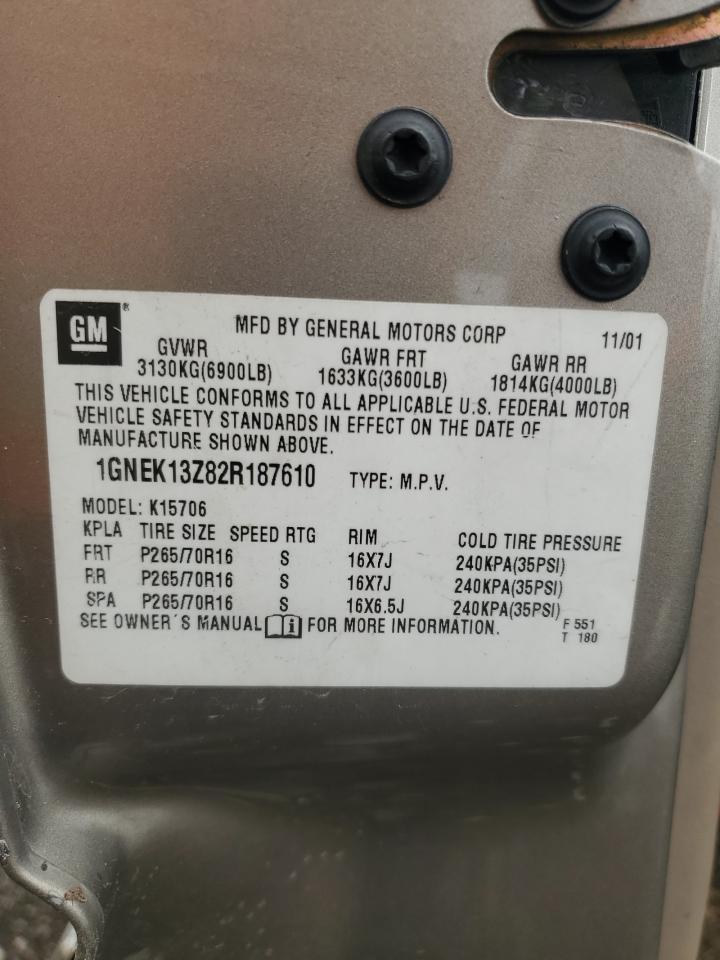 GM®
MFD BY GENERAL MOTORS CORP 11/01
GVWR GAWR FRT GAWR RR
3130KG(6900LB) 1633KG(3600LB) 1814KG(4000LB)
THIS VEHICLE CONFORMS TO ALL APPLICABLE U.S. FEDERAL MOTOR
VEHICLE SAFETY STANDARDS IN EFFECT ON THE DATE OF
MANUFACTURE SHOWN ABOVE.
1GNEK13Z82R187610 TYPE: M.P.V.
MODEL: K15706
KPLA TIRE SIZE SPEED RTG RIM COLD TIRE PRESSURE
FRT P265/70R16 S 16X7J 240KPA(35PSI)
RR P265/70R16 S 16X7J 240KPA(35PSI)
SPA P265/70R16 S 16X6.5J 240KPA(35PSI)
SEE OWNER'S MANUAL i FOR MORE INFORMATION. F 551
T 180